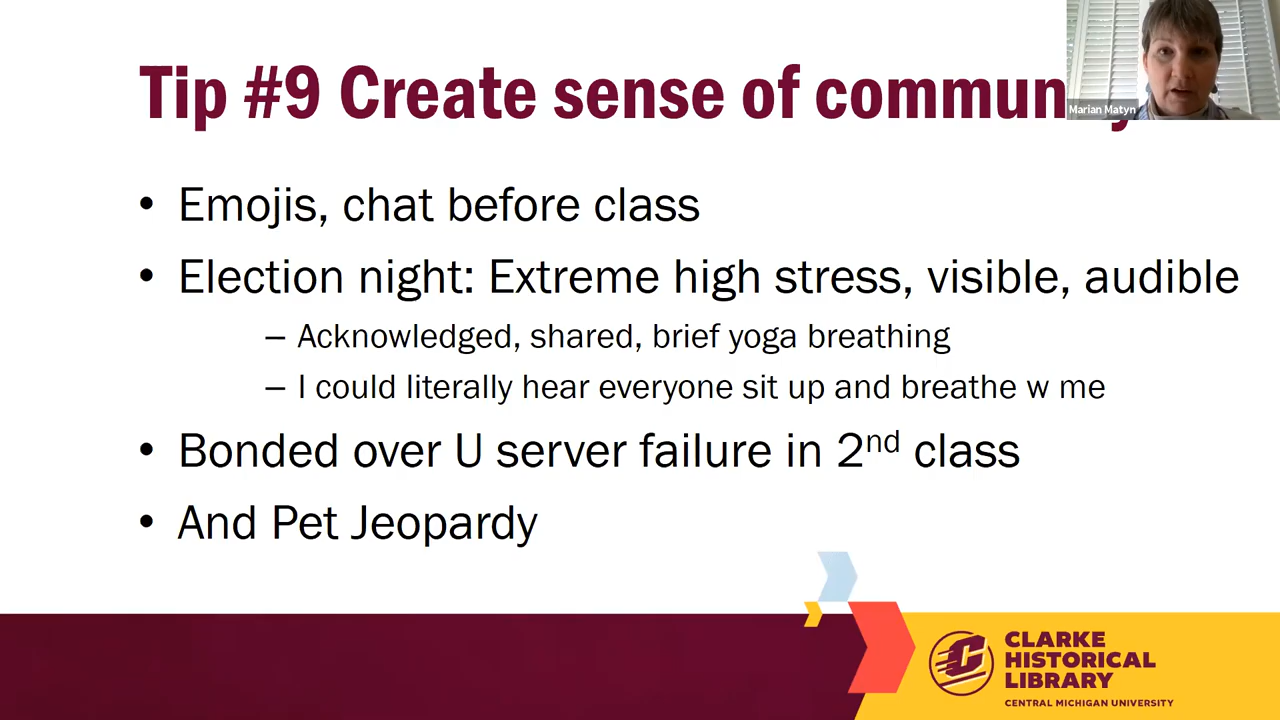 Tip #9 Create sense of
Marian Matyn
• Emojis, chat before class
• Election night: Extreme high stress, visible, audible
– Acknowledged, shared, brief yoga breathing
– I could literally hear everyone sit up and breathe w me
• Bonded over U server failure in 2nd class
• And Pet Jeopardy
C
CLARKE
HISTORICAL
LIBRARY
CENTRAL MICHIGAN UNIVERSITY